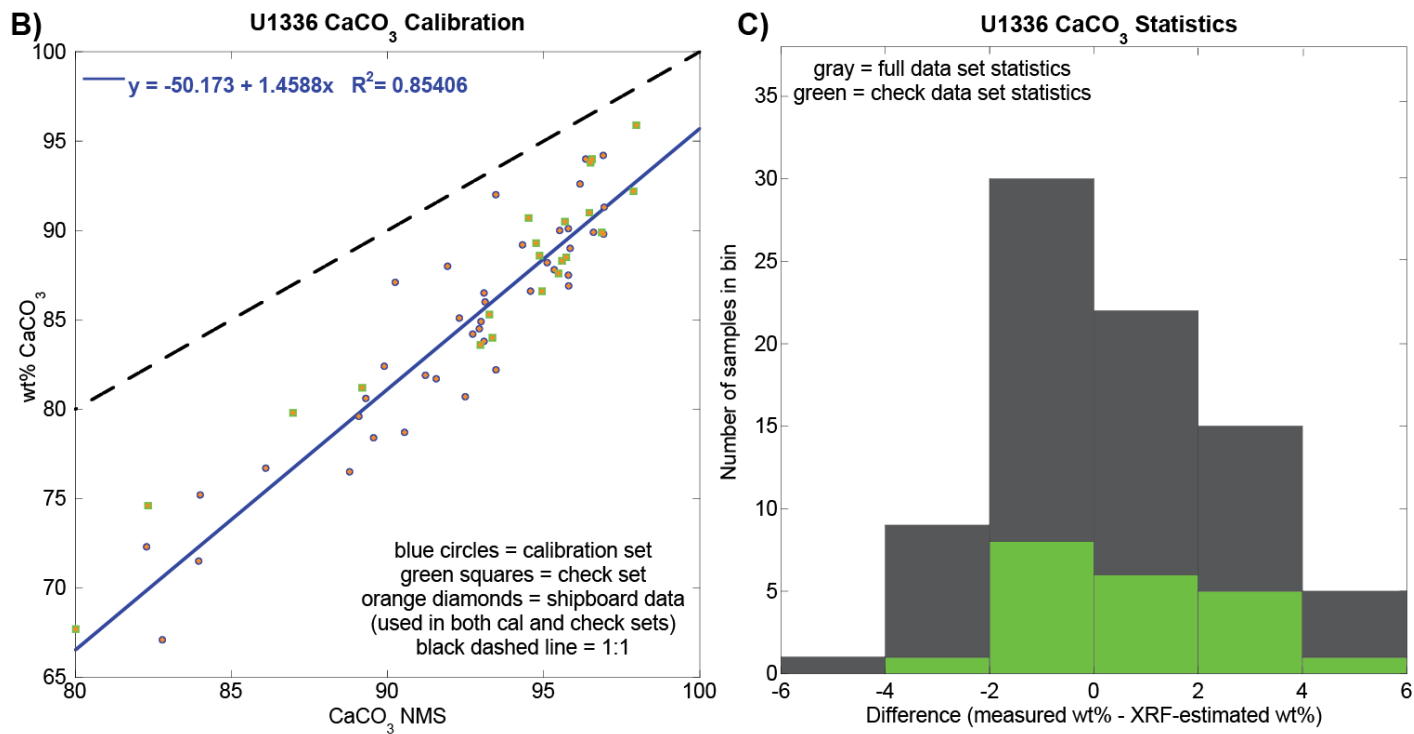 B)
U1336 CaCO3 Calibration
y = -50.173 + 1.4588x R2= 0.85406
100
95
90
85
80
75
70
65
wt% CaCO3
blue circles = calibration set
green squares = check set
orange diamonds = shipboard data
(used in both cal and check sets)
black dashed line = 1:1
80 85 90 95 100
CaCO3 NMS
C)
U1336 CaCO3 Statistics
gray = full data set statistics
green = check data set statistics
35
30
25
20
15
10
5
0
Number of samples in bin
-6 -4 -2 0 2 4 6
Difference (measured wt% - XRF-estimated wt%)